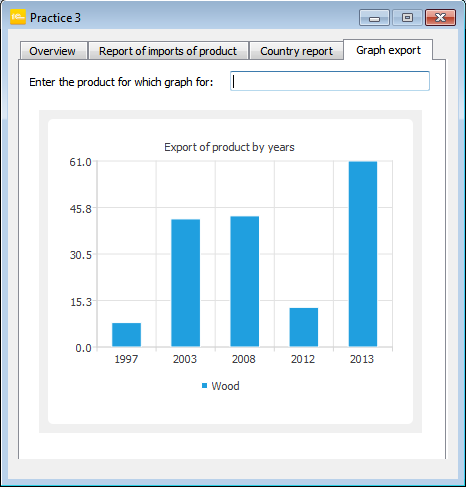 Practice 3
Overview
Report of imports of product
Country report
Graph export
Enter the product for which graph for:
Export of product by years
61.0
45.8
30.5
15.3
0.0
1997 2003 2008 2012 2013
Wood